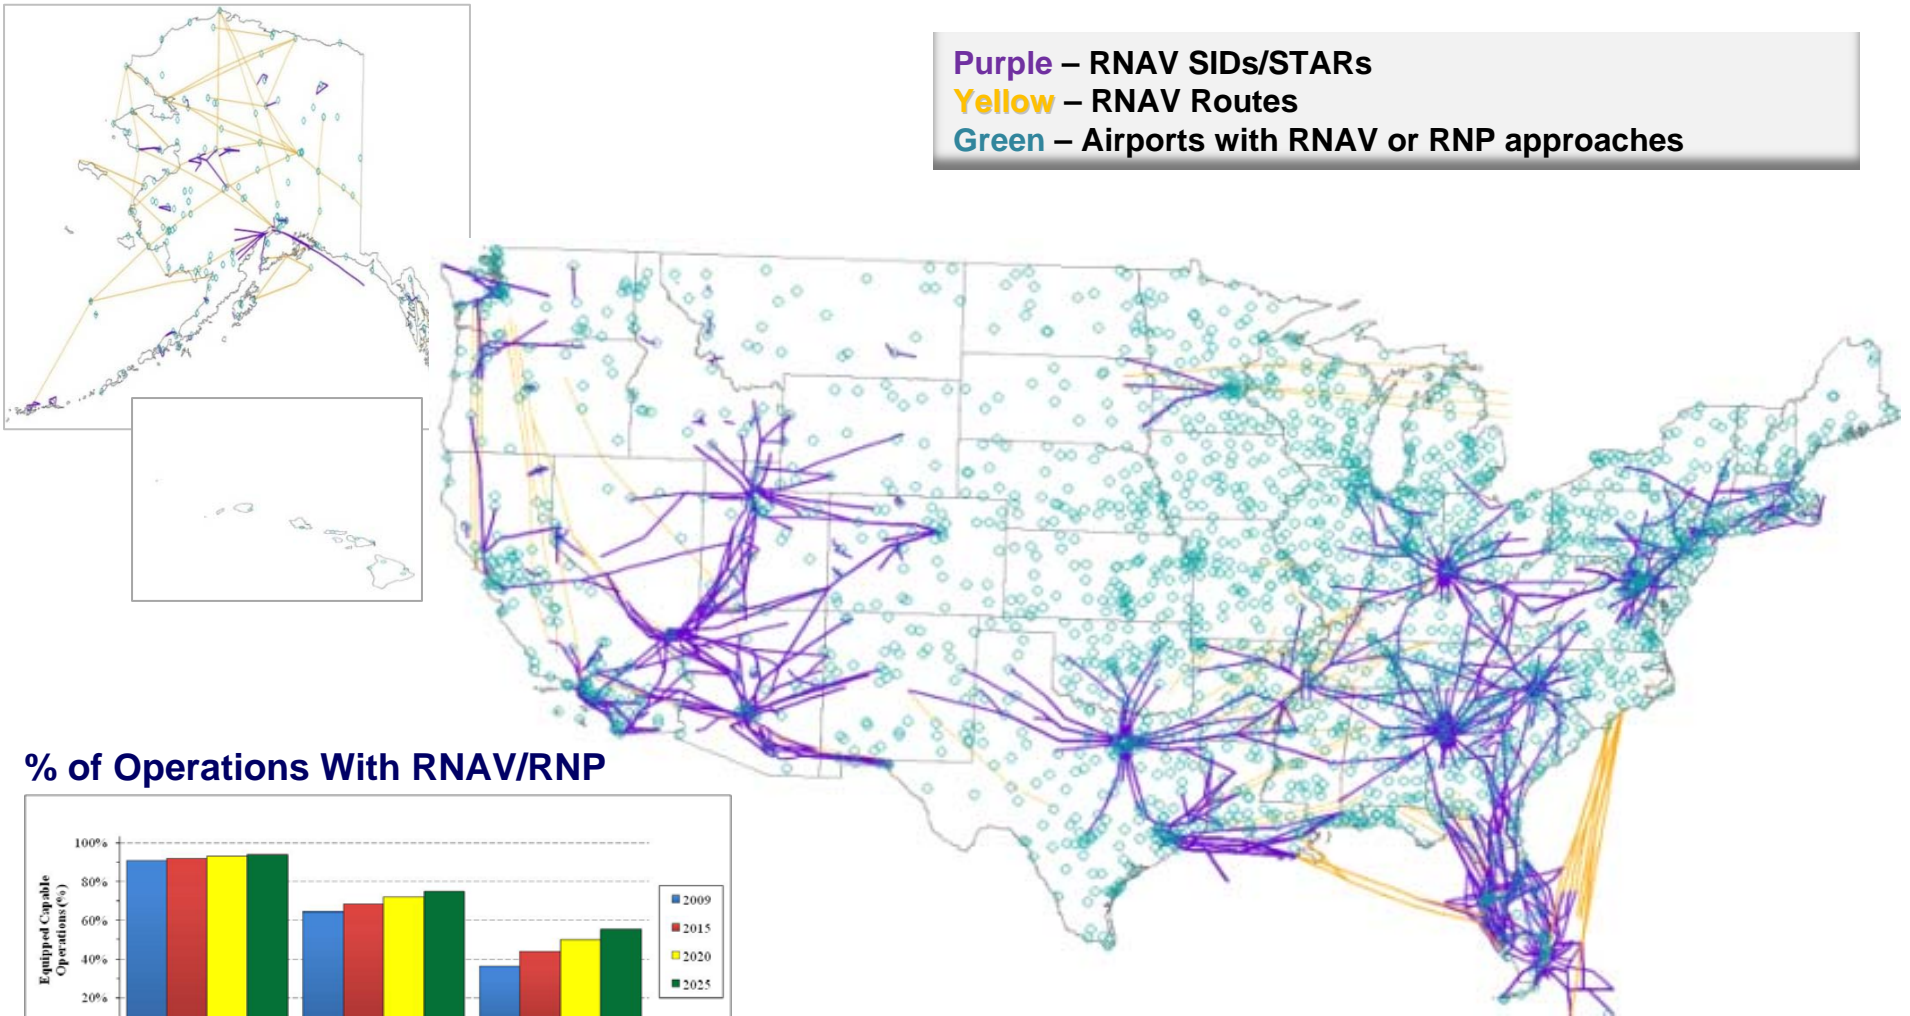 Purple – RNAV SIDs/STARs
Yellow – RNAV Routes
Green – Airports with RNAV or RNP approaches
% of Operations With RNAV/RNP
100%
80%
60%
40%
20%
Equipped Capable
Operations (%)
2009
2015
2020
2025